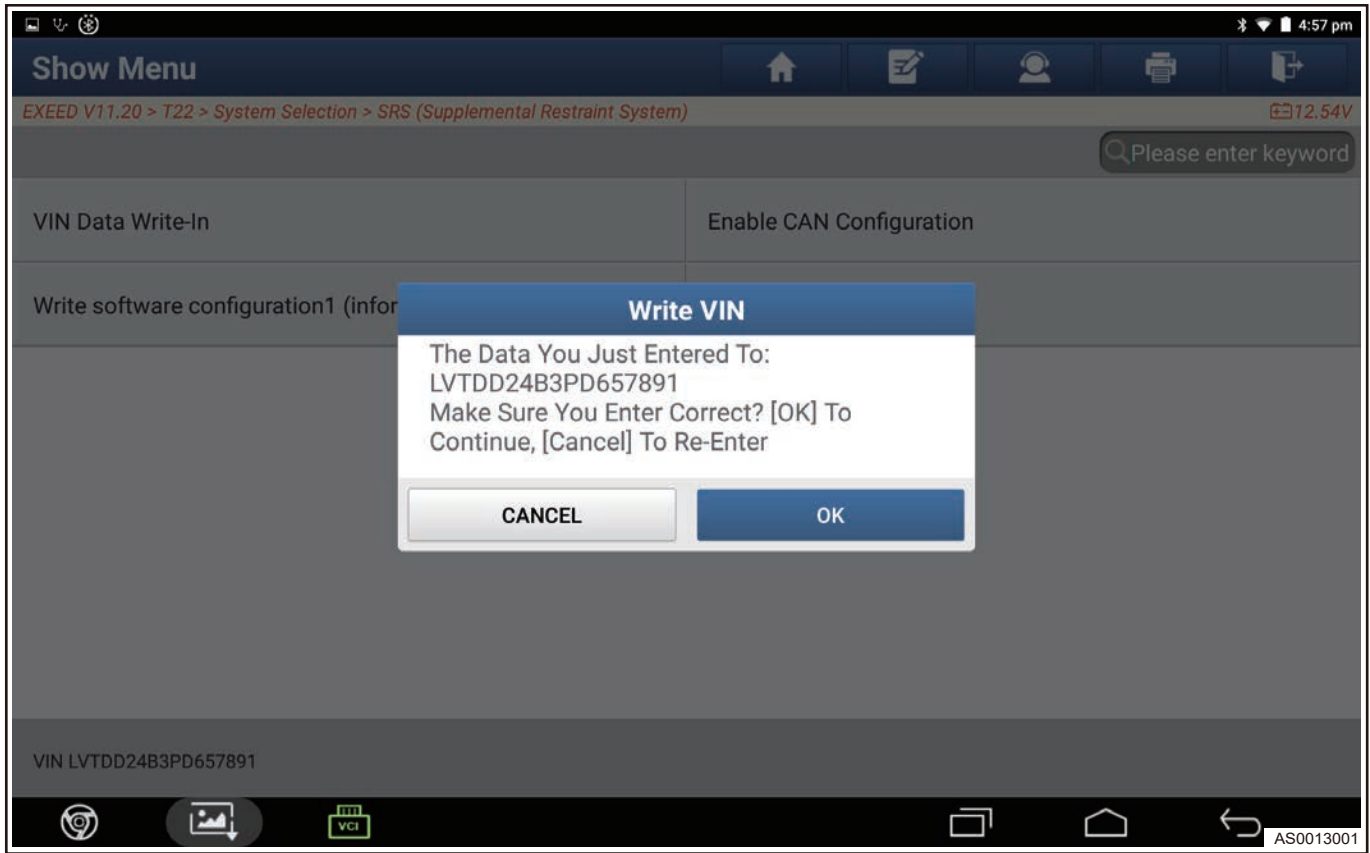 4:57 pm
Show Menu
EXEED V11.20 > T22 > System Selection > SRS (Supplemental Restraint System)
12.54V
Please enter keyword
VIN Data Write-In
Enable CAN Configuration
Write software configuration1 (infor
Write VIN
The Data You Just Entered To:
LVTDD24B3PD657891
Make Sure You Enter Correct? [OK] To
Continue, [Cancel] To Re-Enter
CANCEL
OK
VIN LVTDD24B3PD657891
VCI
AS0013001